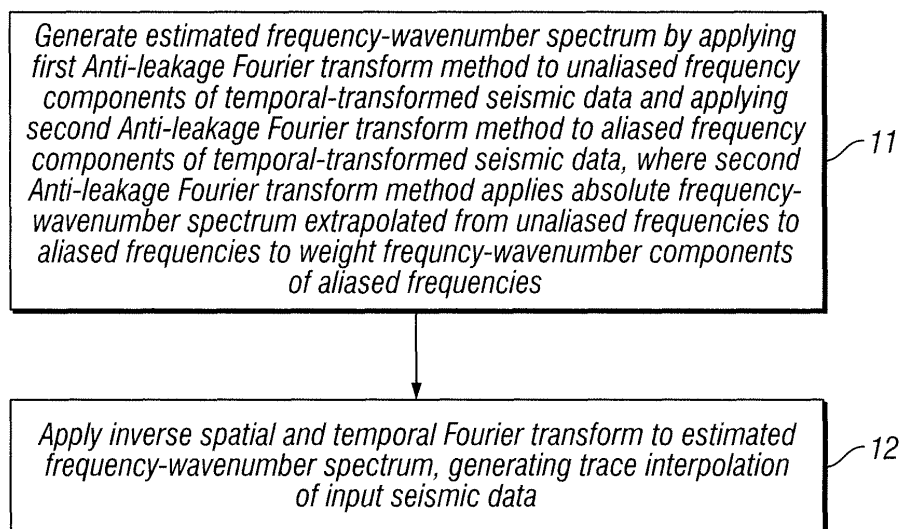 Generate estimated frequency-wavenumber spectrum by applying
first Anti-leakage Fourier transform method to unaliased frequency
components of temporal-transformed seismic data and applying
second Anti-leakage Fourier transform method to aliased frequency
components of temporal-transformed seismic data, where second
Anti-leakage Fourier transform method applies absolute frequency-
wavenumber spectrum extrapolated from unaliased frequencies to
aliased frequencies to weight frequncy-wavenumber components
of aliased frequencies
11
Apply inverse spatial and temporal Fourier transform to estimated
frequency-wavenumber spectrum, generating trace interpolation
of input seismic data
12